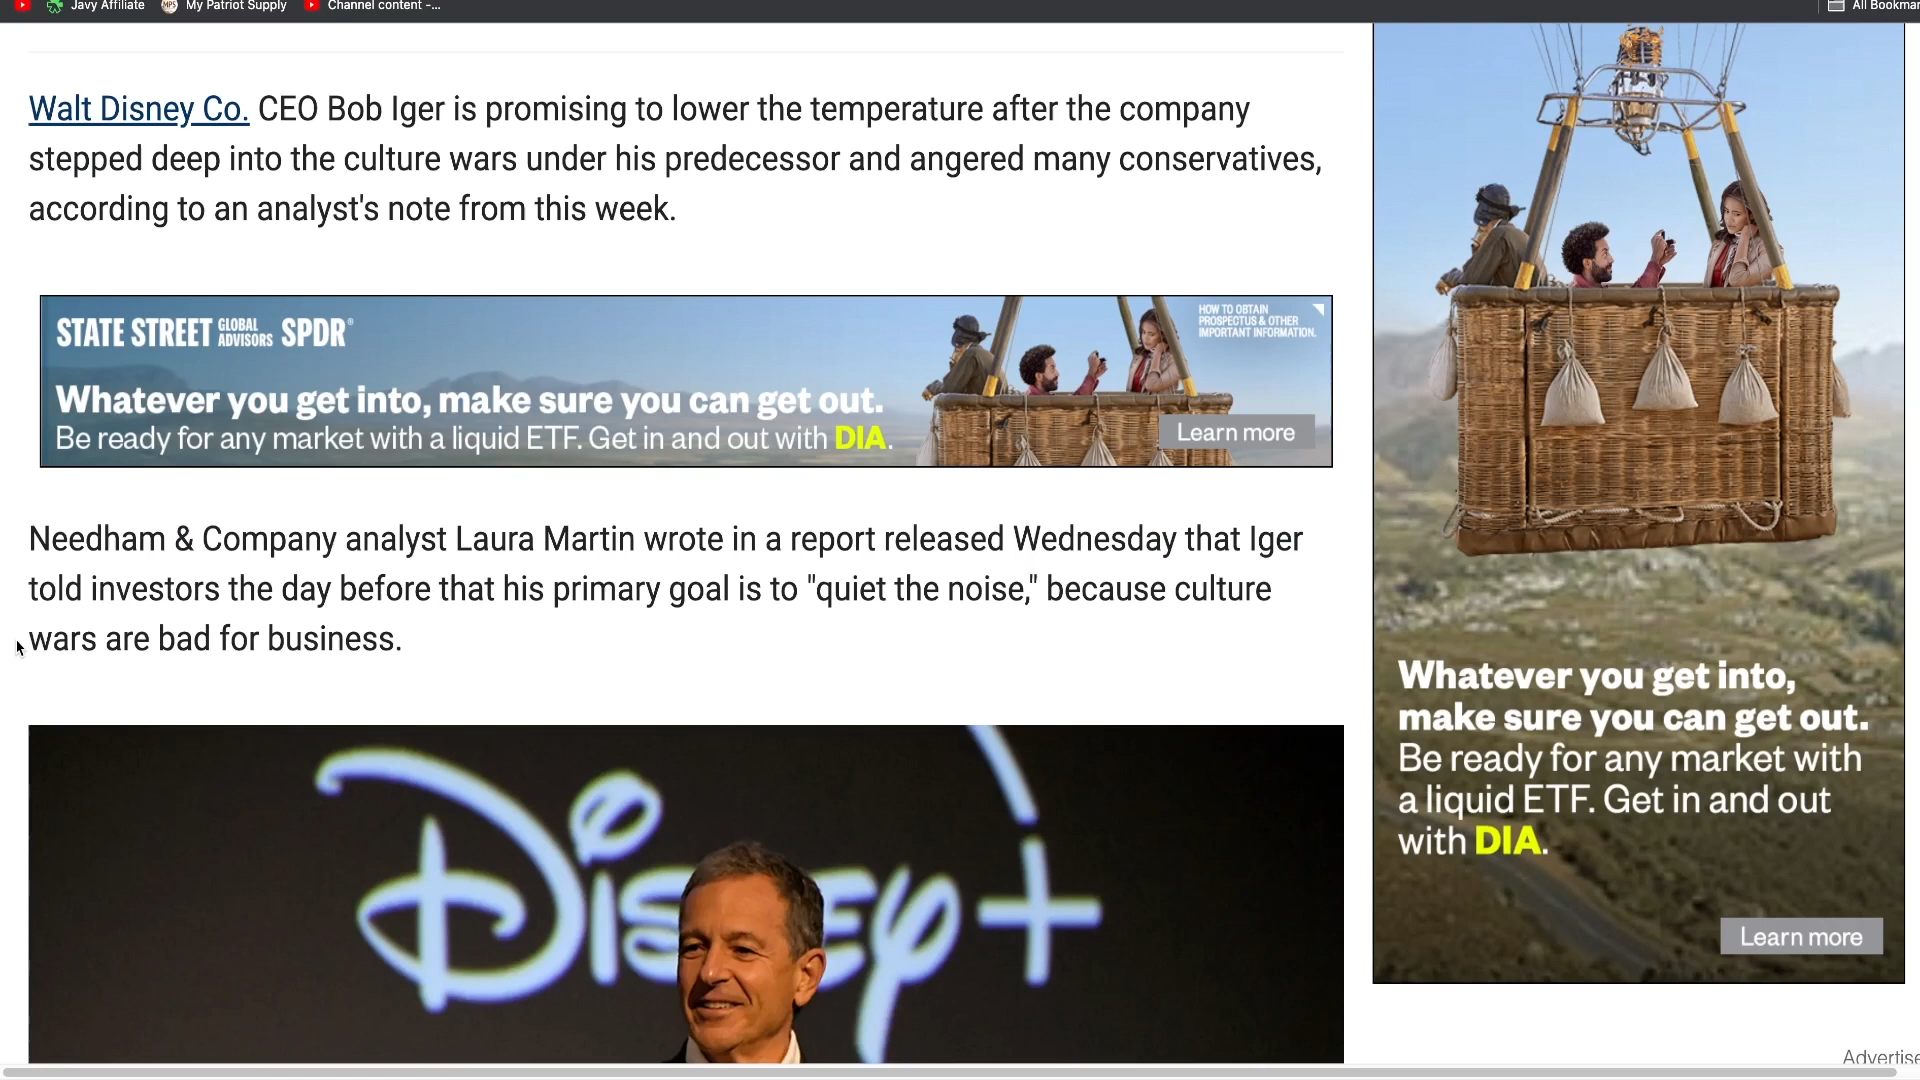 Javy Affiliate
My Patriot Supply
Channel content -...
All Bookmar
Walt Disney Co. CEO Bob Iger is promising to lower the temperature after the company
stepped deep into the culture wars under his predecessor and angered many conservatives,
according to an analyst's note from this week.
STATE STREET GLOBAL ADVISORS SPDR®
HOW TO OBTAIN
PROSPECTUS & OTHER
IMPORTANT INFORMATION.
Whatever you get into, make sure you can get out.
Be ready for any market with a liquid ETF. Get in and out with DIA.
Learn more
Needham & Company analyst Laura Martin wrote in a report released Wednesday that Iger
told investors the day before that his primary goal is to "quiet the noise," because culture
wars are bad for business.
Disney+
Whatever you get into,
make sure you can get out.
Be ready for any market with
a liquid ETF. Get in and out
with DIA.
Learn more
Advertise